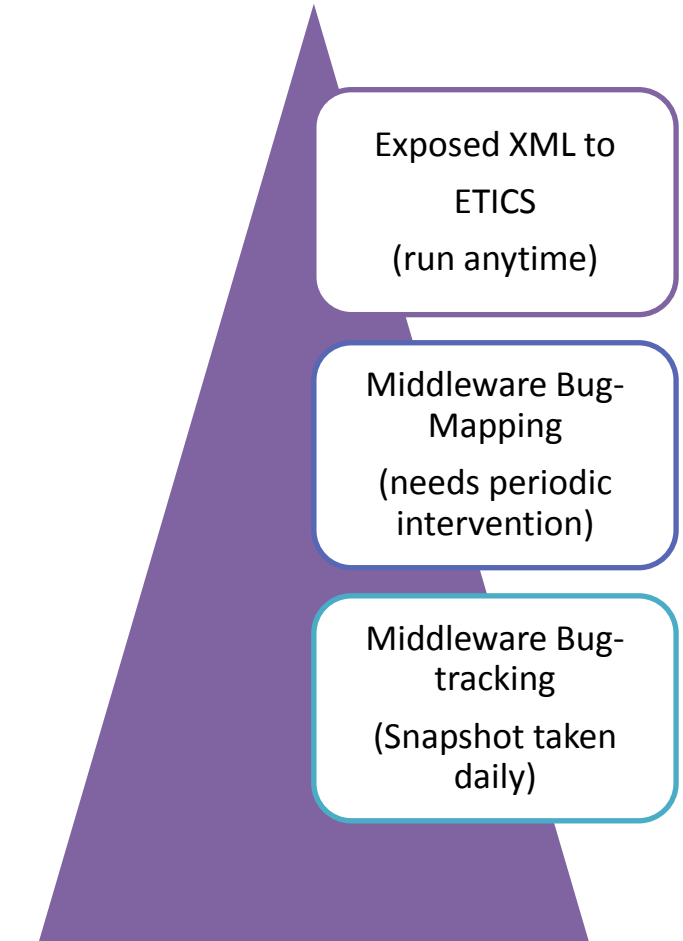 Exposed XML to
ETICS
(run anytime)
Middleware Bug-
Mapping
(needs periodic
intervention)
Middleware Bug-
tracking
(Snapshot taken
daily)